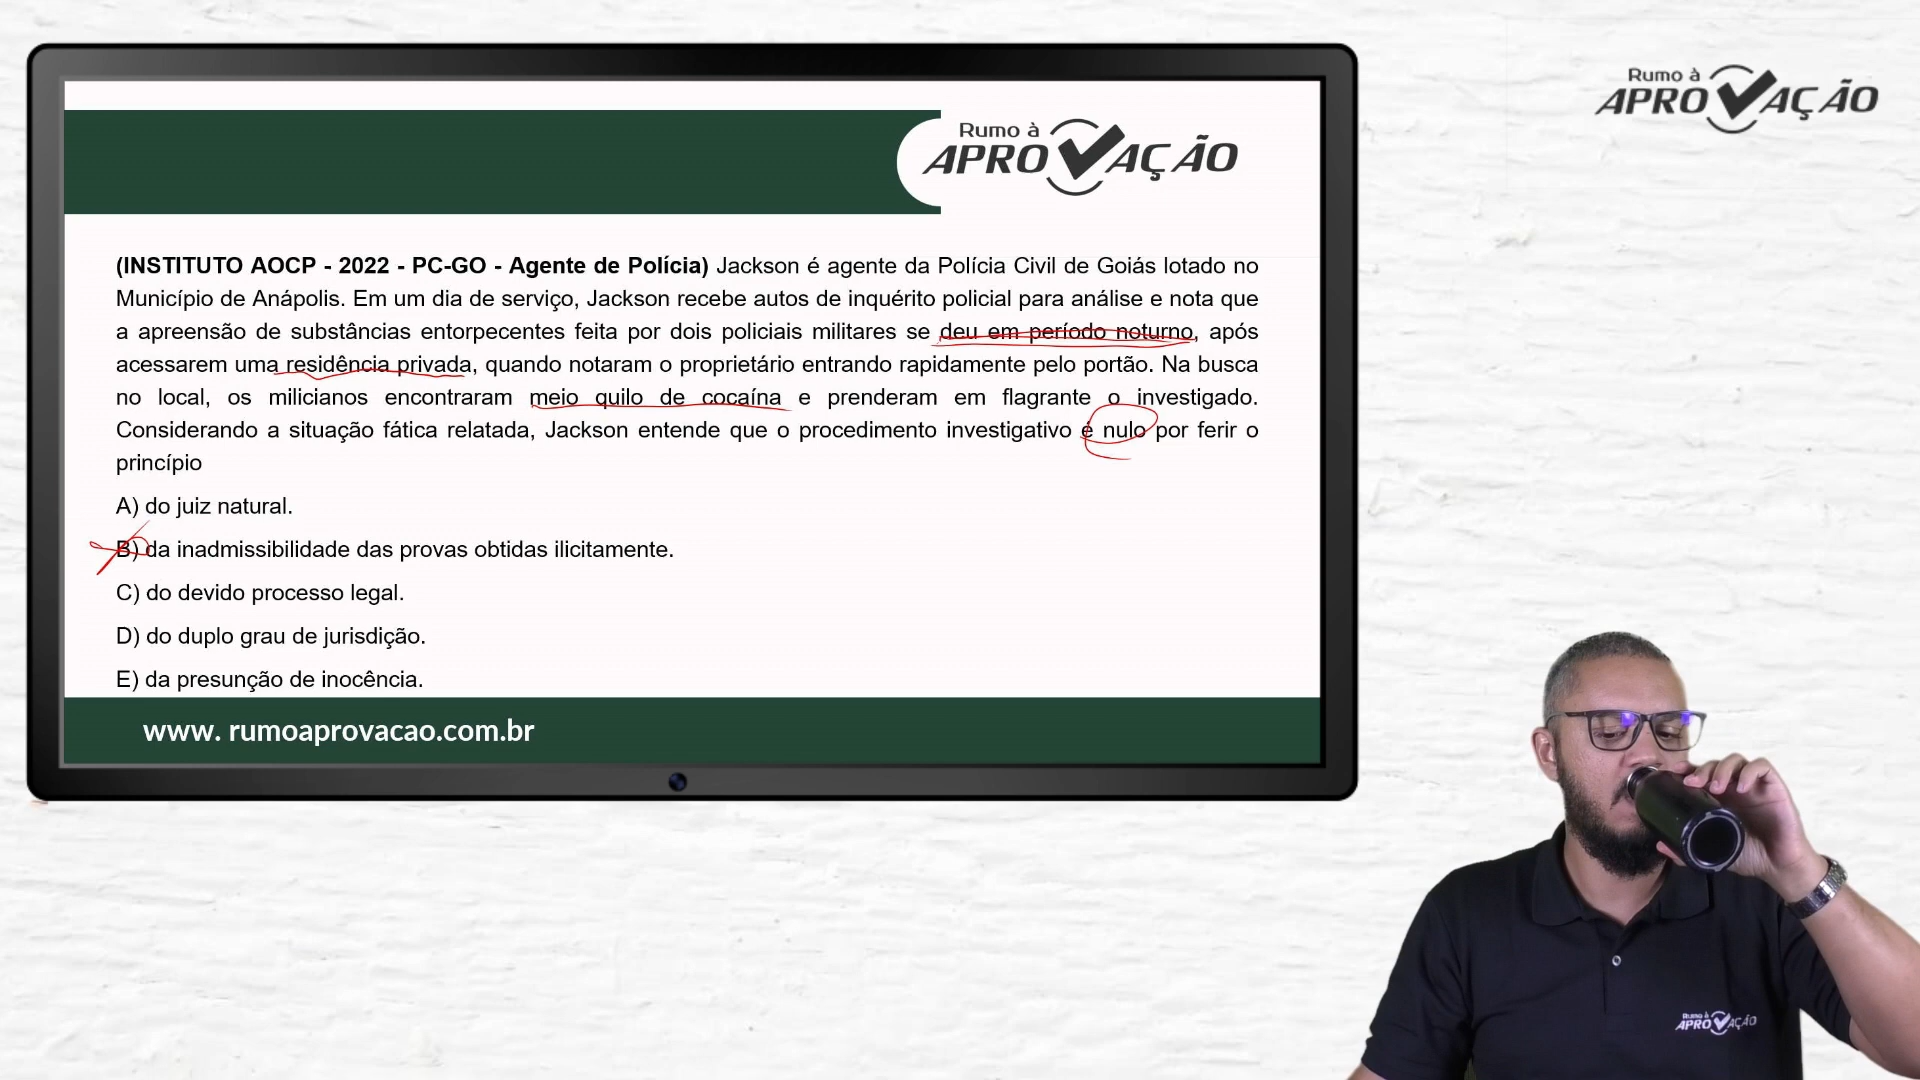 Rumo à
APROVAÇÃO
Rumo à
APROVAÇÃO
(INSTITUTO AOCP - 2022 - PC-GO - Agente de Polícia) Jackson é agente da Polícia Civil de Goiás lotado no
Município de Anápolis. Em um dia de serviço, Jackson recebe autos de inquérito policial para análise e nota que
a apreensão de substâncias entorpecentes feita por dois policiais militares se deu em período noturno, após
acessarem uma residência privada, quando notaram o proprietário entrando rapidamente pelo portão. Na busca
no local, os milicianos encontraram meio quilo de cocaína e prenderam em flagrante o investigado.
Considerando a situação fática relatada, Jackson entende que o procedimento investigativo é nulo por ferir o
princípio
A) do juiz natural.
B) da inadmissibilidade das provas obtidas ilicitamente.
C) do devido processo legal.
D) do duplo grau de jurisdição.
E) da presunção de inocência.
www. rumoaprovacao.com.br
Rumo à
APROVAÇÃO